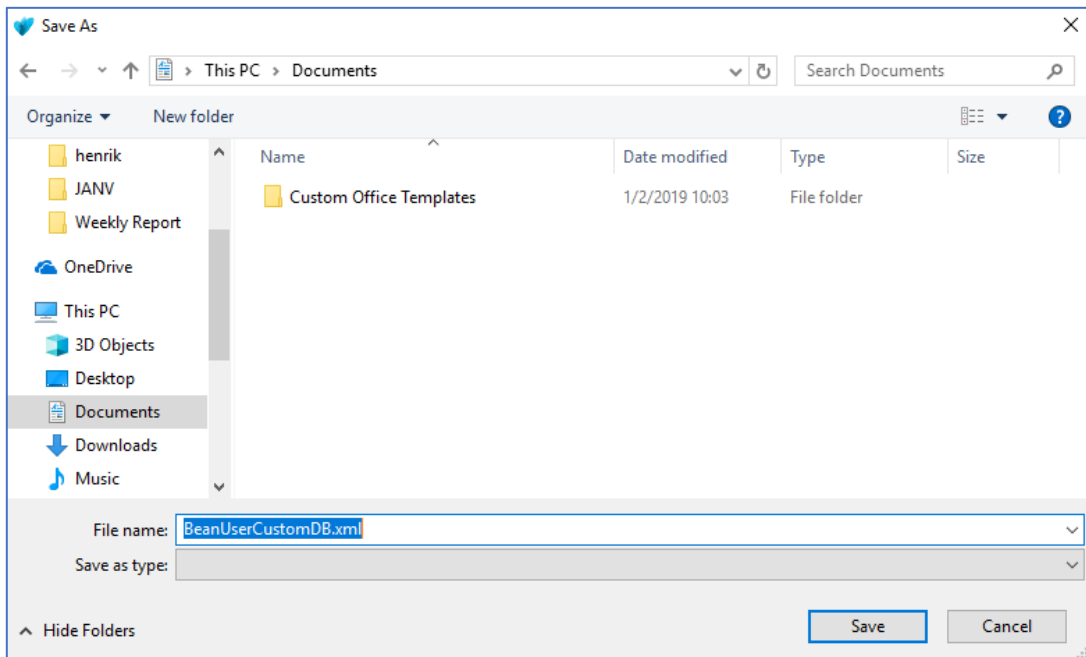 Save As
This PC > Documents
Search Documents
Organize
New folder
?
henrik
JANV
Weekly Report
OneDrive
This PC
3D Objects
Desktop
Documents
Downloads
Music
Name
Date modified
Type
Size
Custom Office Templates
1/2/2019 10:03
File folder
File name:
BeanUserCustomDB.xml
Save as type:
Hide Folders
Save
Cancel